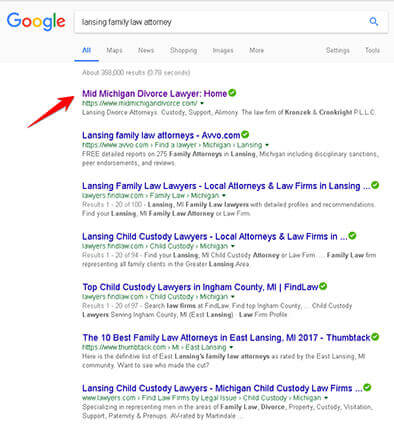 Google
lansing family law attorney
All Maps News Shopping Images More Settings Tools
About 358,000 results (0.78 seconds)
Mid Michigan Divorce Lawyer: Home
https://www.midmichigandivorce.com/
Lansing Divorce Attorneys. Custody, Support, Alimony. The law firm of Kronzek & Cronkright P.L.L.C.
Lansing family law attorneys - Avvo.com
https://www.avvo.com › Find a lawyer › Michigan › Lansing
FREE detailed reports on 275 Family Attorneys in Lansing, Michigan including disciplinary sanctions,
peer endorsements, and reviews.
Lansing Family Law Lawyers - Local Attorneys & Law Firms in Lansing ...
lawyers.findlaw.com › Family Law › Michigan
Results 1 - 20 of 100 - Lansing, MI Family Law lawyers with detailed profiles and recommendations.
Find your Lansing, MI Family Law Attorney or Law Firm.
Lansing Child Custody Lawyers - Local Attorneys & Law Firms in ...
lawyers.findlaw.com › Child Custody › Michigan
Results 1 - 20 of 94 - Find your Lansing, MI Child Custody Attorney or Law Firm. ... Family Law firm
representing all family clients in the Greater Lansing Area.
Top Child Custody Lawyers in Ingham County, MI | FindLaw
lawyers.findlaw.com › Child Custody › Michigan
Results 1 - 20 of 97 - Search law firms at FindLaw. Find top Ingham County, ... Child Custody
Lawyers Serving Ingham County, MI (East Lansing) · Law Firm Profile
The 10 Best Family Law Attorneys in East Lansing, MI 2017 - Thumbtack
https://www.thumbtack.com › MI › East Lansing
Here is the definitive list of East Lansing's family law attorneys as rated by the East Lansing, MI
community. Want to see who made the cut?
Lansing Child Custody Lawyers - Michigan Child Custody Law Firms ...
www.lawyers.com › Find Law Firms by Legal Issue › Child Custody › Michigan
Specializing in representing men in the areas of Family Law, Divorce, Property, Custody, Visitation,
Support, Paternity & Prenups. AV-rated by Martindale ...